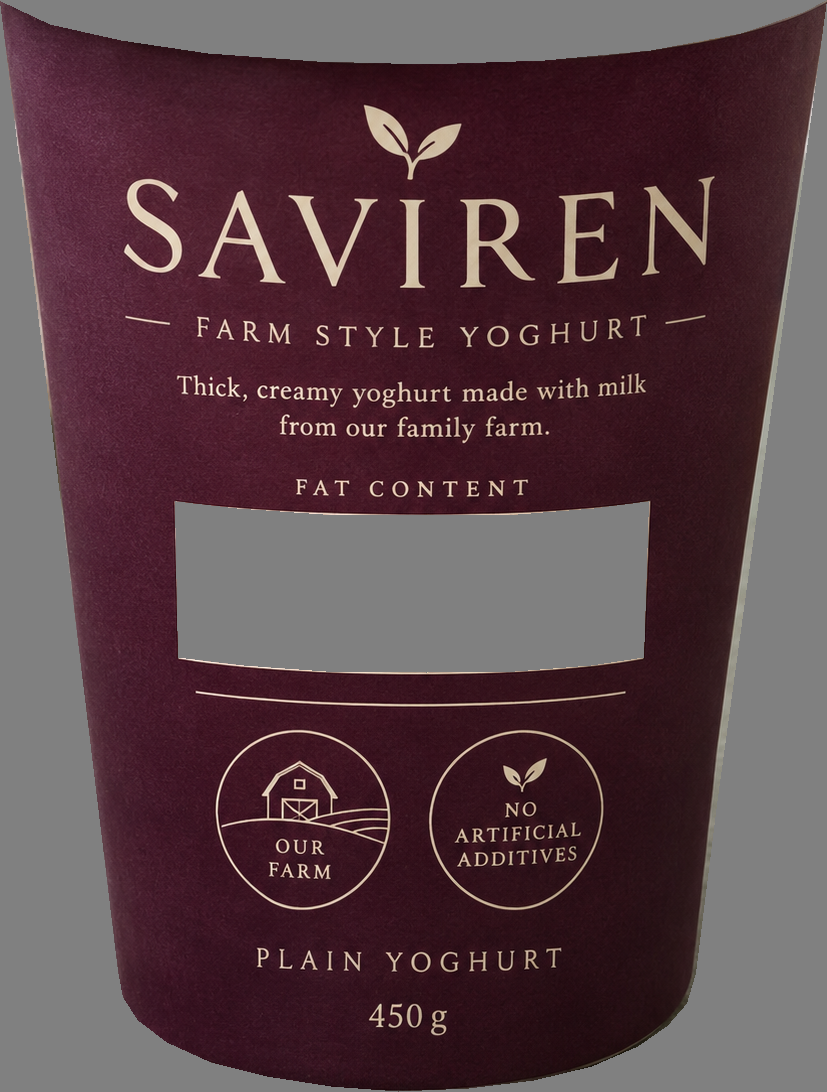 SAVIREN
FARM STYLE YOGHURT
Thick, creamy yoghurt made with milk
from our family farm.
FAT CONTENT
OUR
FARM
NO
ARTIFICIAL
ADDITIVES
PLAIN YOGHURT
450 g